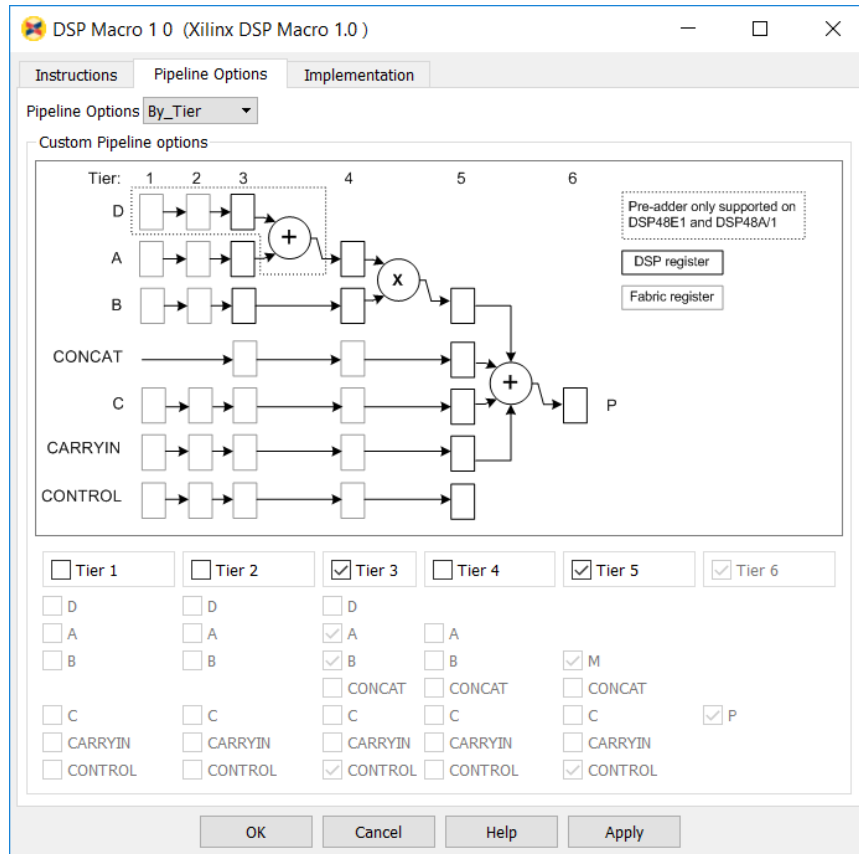 DSP Macro 1 0 (Xilinx DSP Macro 1.0 )
Instructions Pipeline Options Implementation
Pipeline Options By_Tier
Custom Pipeline options
Tier: 1 2 3 4 5 6
D
Pre-adder only supported on
DSP48E1 and DSP48A/1
+
A
DSP register
X
B
Fabric register
CONCAT
+
C
P
CARRYIN
CONTROL
Tier 1 Tier 2 Tier 3 Tier 4 Tier 5 Tier 6
D D D
A A A A
B B B B M
CONCAT CONCAT CONCAT
C C C C C P
CARRYIN CARRYIN CARRYIN CARRYIN CARRYIN
CONTROL CONTROL CONTROL CONTROL CONTROL
OK Cancel Help Apply